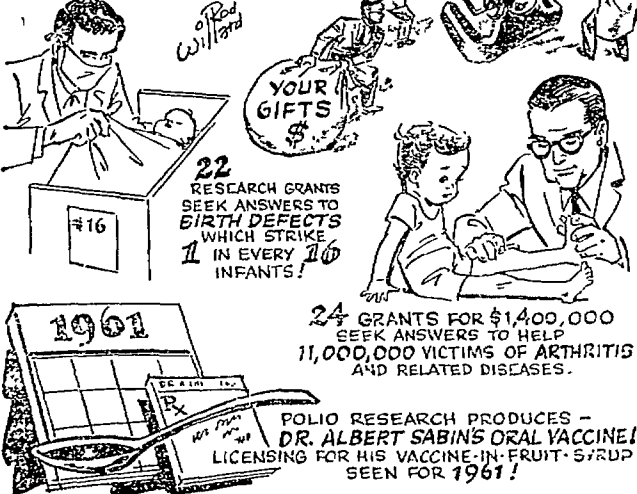 Rod
Willard
YOUR
GIFTS
$
22
RESEARCH GRANTS
SEEK ANSWERS TO
BIRTH DEFECTS
WHICH STRIKE
1 IN EVERY 16
INFANTS!
#16
24 GRANTS FOR $1,400,000
SEEK ANSWERS TO HELP
11,000,000 VICTIMS OF ARTHRITIS
AND RELATED DISEASES.
1961
Rx
POLIO RESEARCH PRODUCES –
DR. ALBERT SABIN'S ORAL VACCINE!
LICENSING FOR HIS VACCINE-IN-FRUIT-SYRUP
SEEN FOR 1961!